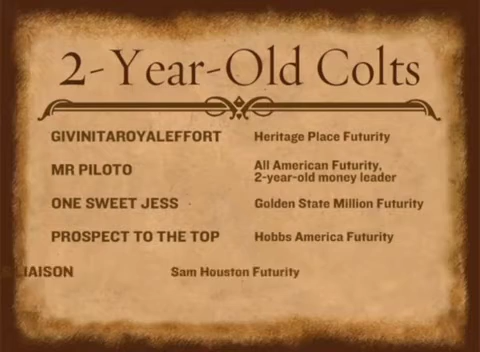 2-Year-Old Colts
GIVINITAROYALEFFORT Heritage Place Futurity
MR PILOTO All American Futurity,
2-year-old money leader
ONE SWEET JESS Golden State Million Futurity
PROSPECT TO THE TOP Hobbs America Futurity
IAISON Sam Houston Futurity